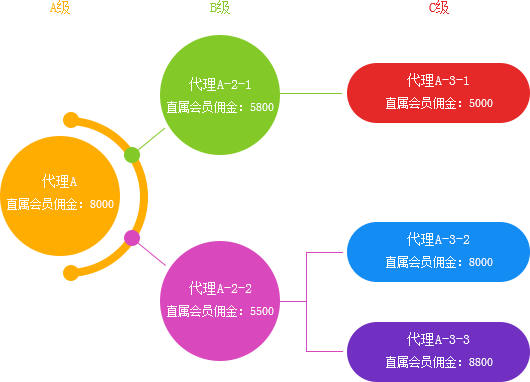 A级
B级
C级
代理A
直属会员佣金：8000
代理A-2-1
直属会员佣金：5800
代理A-2-2
直属会员佣金：5500
代理A-3-1
直属会员佣金：5000
代理A-3-2
直属会员佣金：8000
代理A-3-3
直属会员佣金：8800